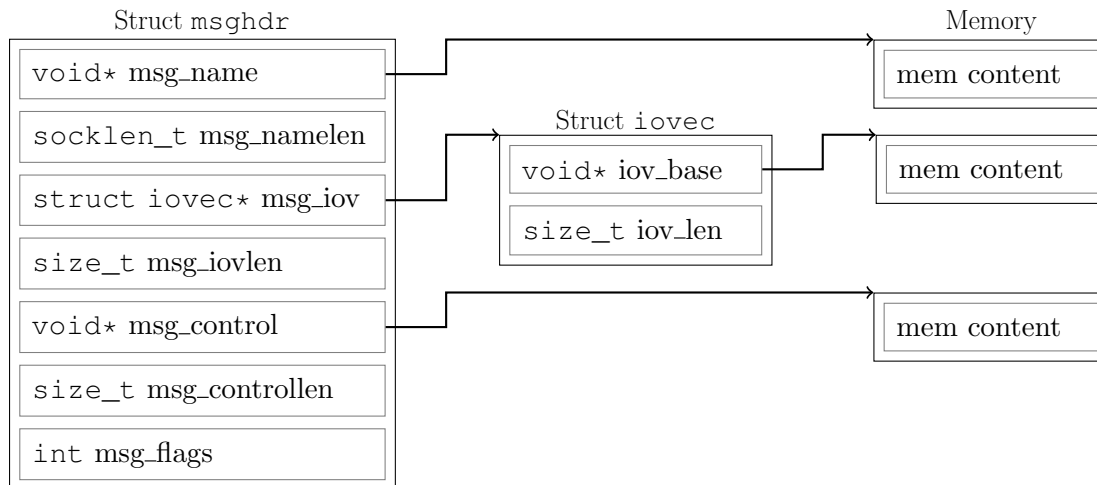 Struct msghdr
void* msg_name
socklen_t msg_namelen
struct iovec* msg_iov
size_t msg_iovlen
void* msg_control
size_t msg_controllen
int msg_flags
Struct iovec
void* iov_base
size_t iov_len
Memory
mem content
mem content
mem content